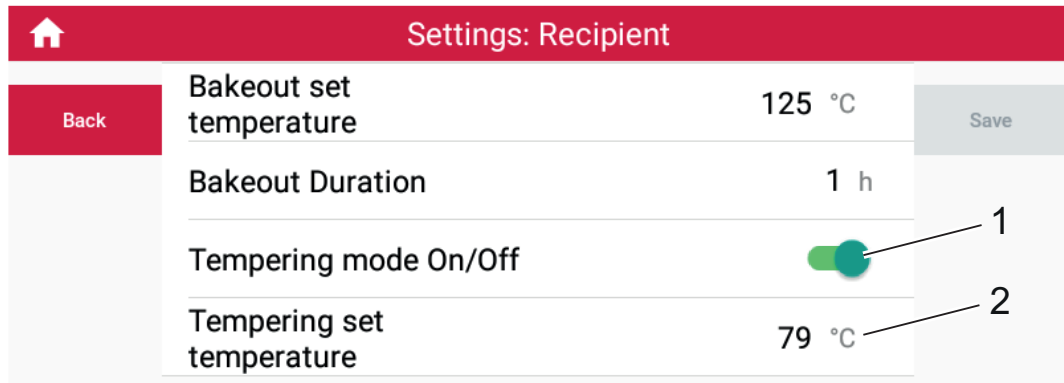 Settings: Recipient
Back
Save
Bakeout set
temperature
125 °C
Bakeout Duration
1 h
Tempering mode On/Off
1
Tempering set
temperature
79 °C
2